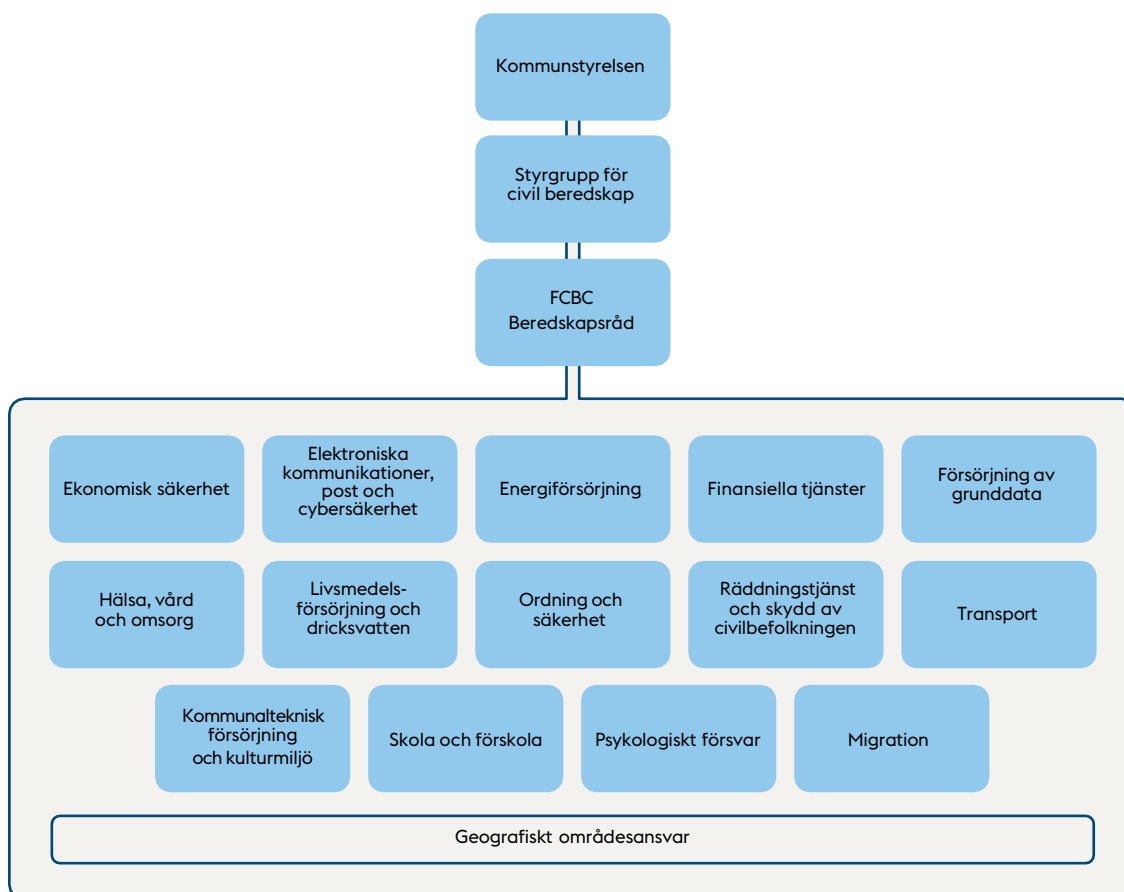 Kommunstyrelsen
Styrgrupp för
civil beredskap
FCBC
Beredskapsråd
Ekonomisk säkerhet
Elektroniska
kommunikationer,
post och
cybersäkerhet
Energiförsörjning
Finansiella tjänster
Försörjning av
grunddata
Hälsa, vård
och omsorg
Livsmedels-
försörjning och
dricksvatten
Ordning och
säkerhet
Räddningstjänst
och skydd av
civilbefolkningen
Transport
Kommunalteknisk
försörjning
och kulturmiljö
Skola och förskola
Psykologiskt försvar
Migration
Geografiskt områdesansvar